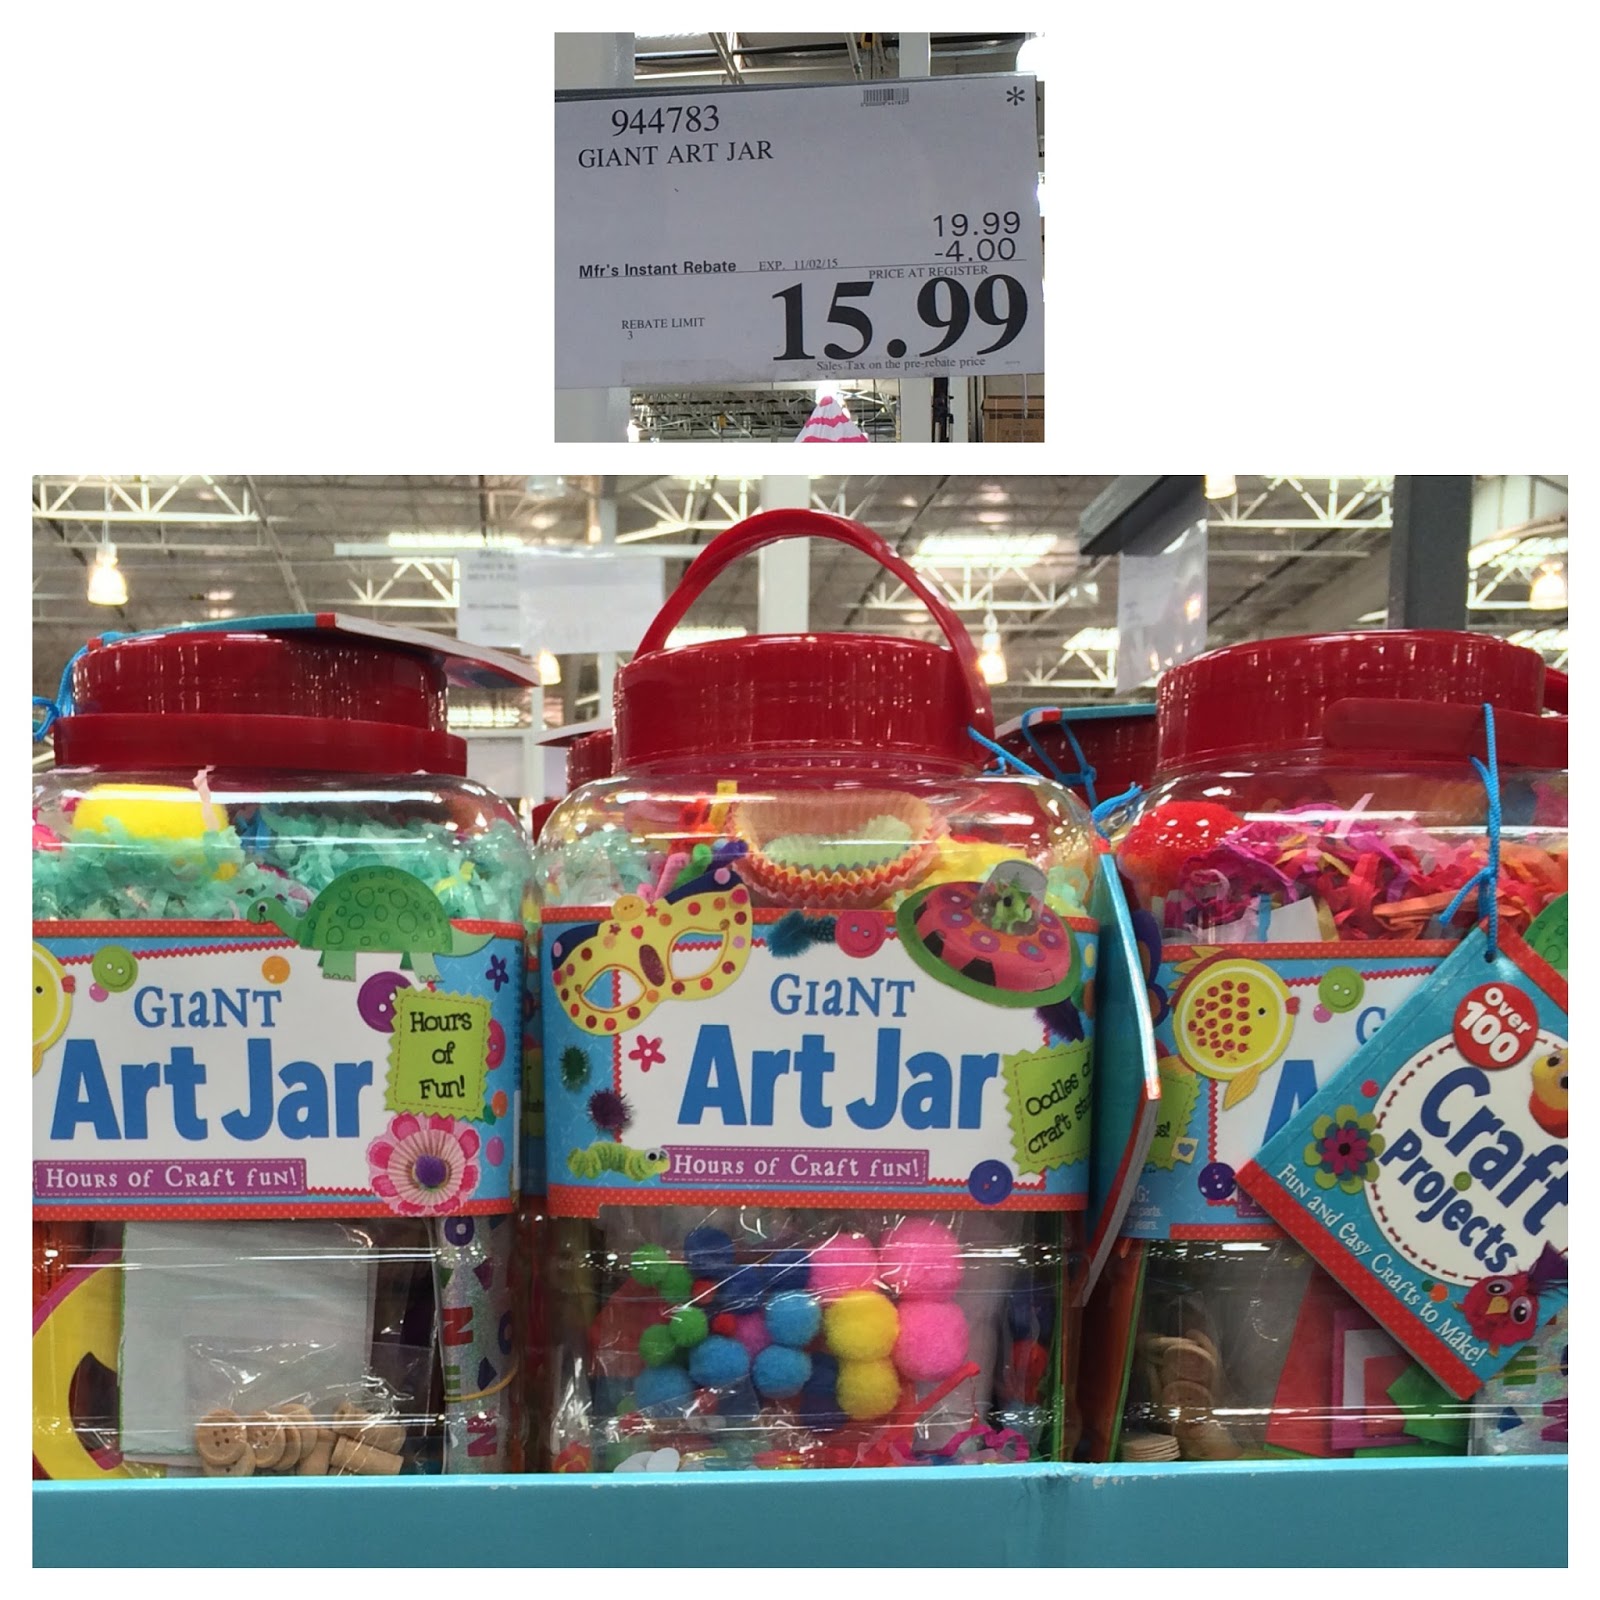 944783
*
GIANT ART JAR
19.99
-4.00
Mfr's Instant Rebate EXP. 11/02/15
PRICE AT REGISTER
15.99
REBATE LIMIT
3
Sales Tax on the pre-rebate price
GIaNT
Art Jar
Hours
of
Fun!
Hours of Craft fun!
GIaNT
Art Jar
Oodles of
craft
Hours of Craft fun!
Over
100
Craft
Projects
Fun and Easy Crafts to Make!